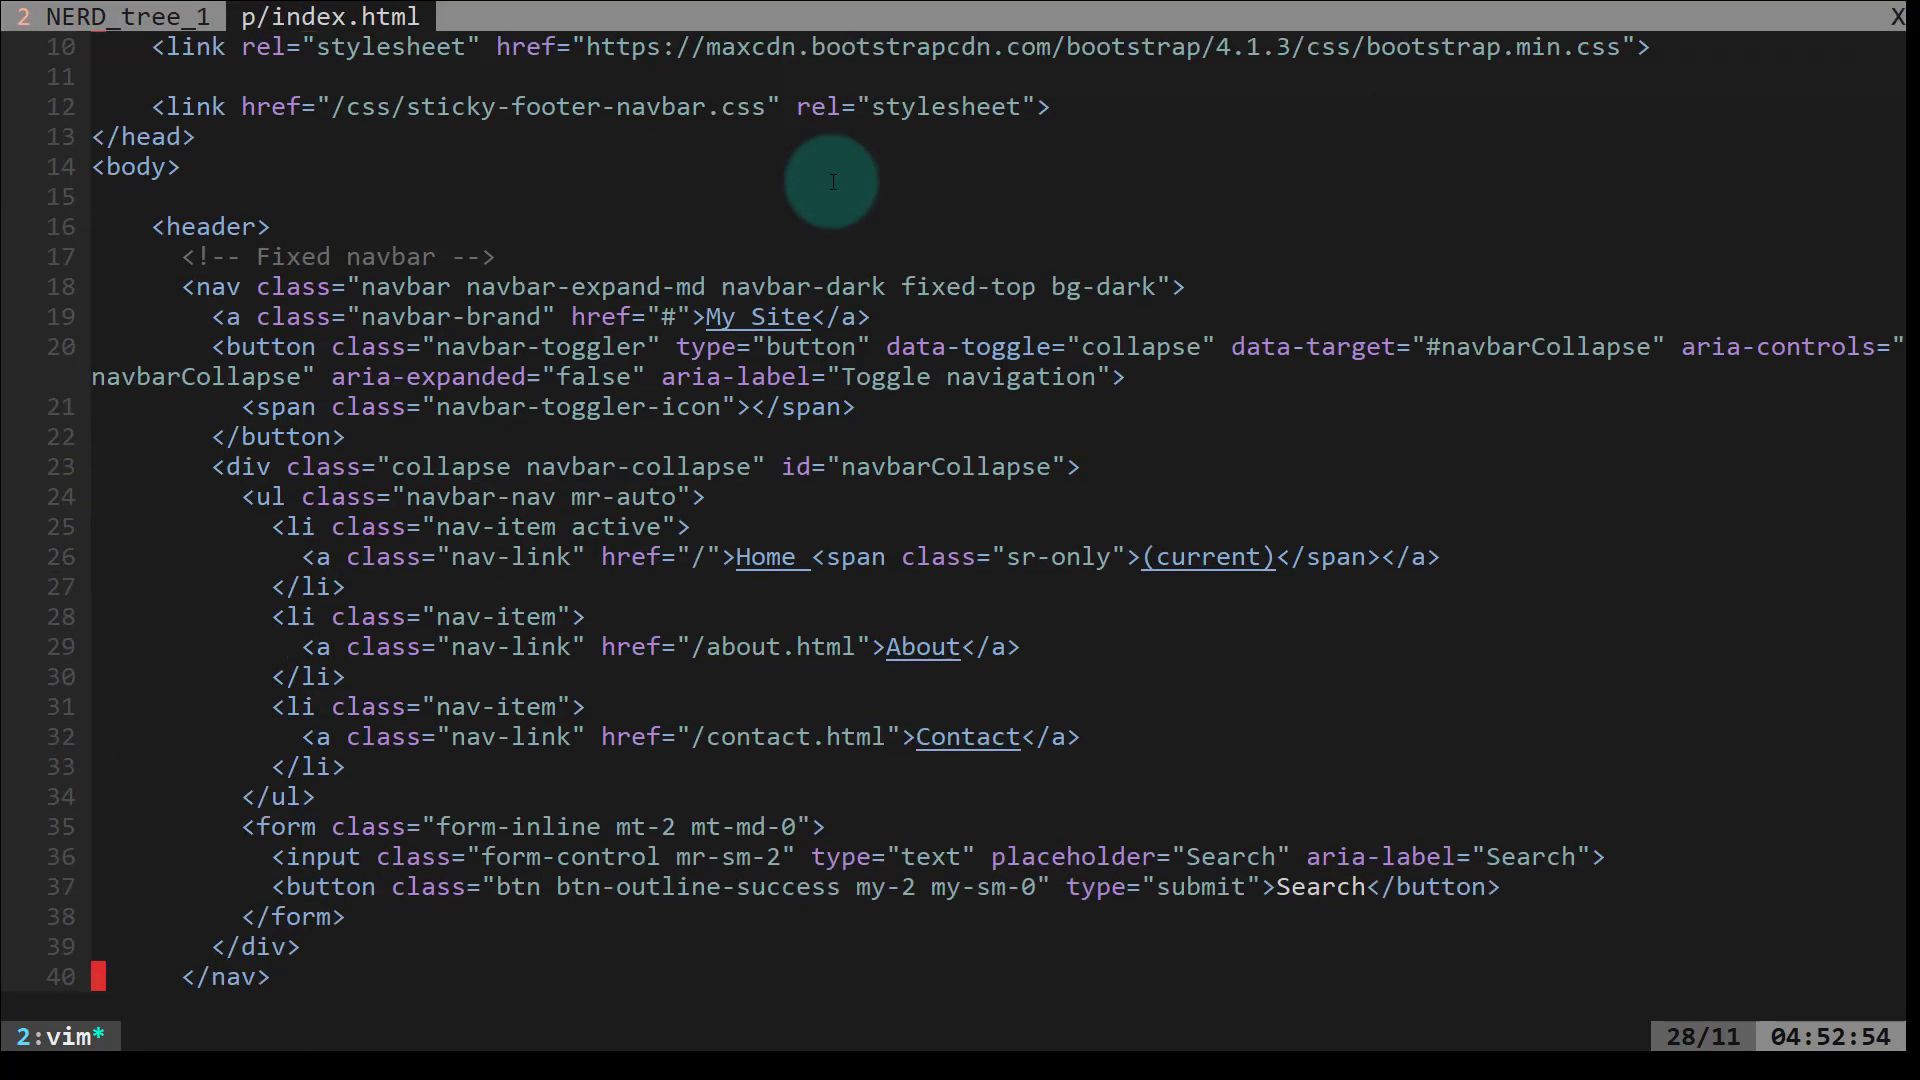 2 NERD_tree_1 p/index.html X
10 <link rel="stylesheet" href="https://maxcdn.bootstrapcdn.com/bootstrap/4.1.3/css/bootstrap.min.css">
11
12 <link href="/css/sticky-footer-navbar.css" rel="stylesheet">
13 </head>
14 <body>
15
16 <header>
17 <!-- Fixed navbar -->
18 <nav class="navbar navbar-expand-md navbar-dark fixed-top bg-dark">
19 <a class="navbar-brand" href="#">My Site</a>
20 <button class="navbar-toggler" type="button" data-toggle="collapse" data-target="#navbarCollapse" aria-controls="
navbarCollapse" aria-expanded="false" aria-label="Toggle navigation">
21 <span class="navbar-toggler-icon"></span>
22 </button>
23 <div class="collapse navbar-collapse" id="navbarCollapse">
24 <ul class="navbar-nav mr-auto">
25 <li class="nav-item active">
26 <a class="nav-link" href="/">Home <span class="sr-only">(current)</span></a>
27 </li>
28 <li class="nav-item">
29 <a class="nav-link" href="/about.html">About</a>
30 </li>
31 <li class="nav-item">
32 <a class="nav-link" href="/contact.html">Contact</a>
33 </li>
34 </ul>
35 <form class="form-inline mt-2 mt-md-0">
36 <input class="form-control mr-sm-2" type="text" placeholder="Search" aria-label="Search">
37 <button class="btn btn-outline-success my-2 my-sm-0" type="submit">Search</button>
38 </form>
39 </div>
40 </nav>
2:vim* 28/11 04:52:54